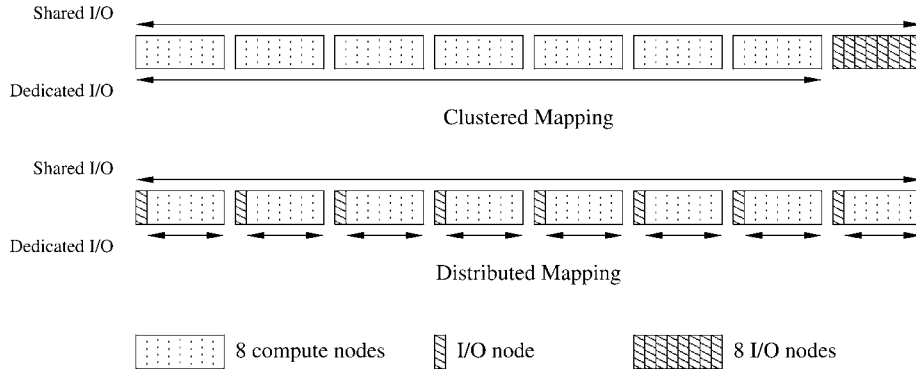 Shared I/O
Dedicated I/O
Clustered Mapping
Shared I/O
Dedicated I/O
Distributed Mapping
8 compute nodes
I/O node
8 I/O nodes